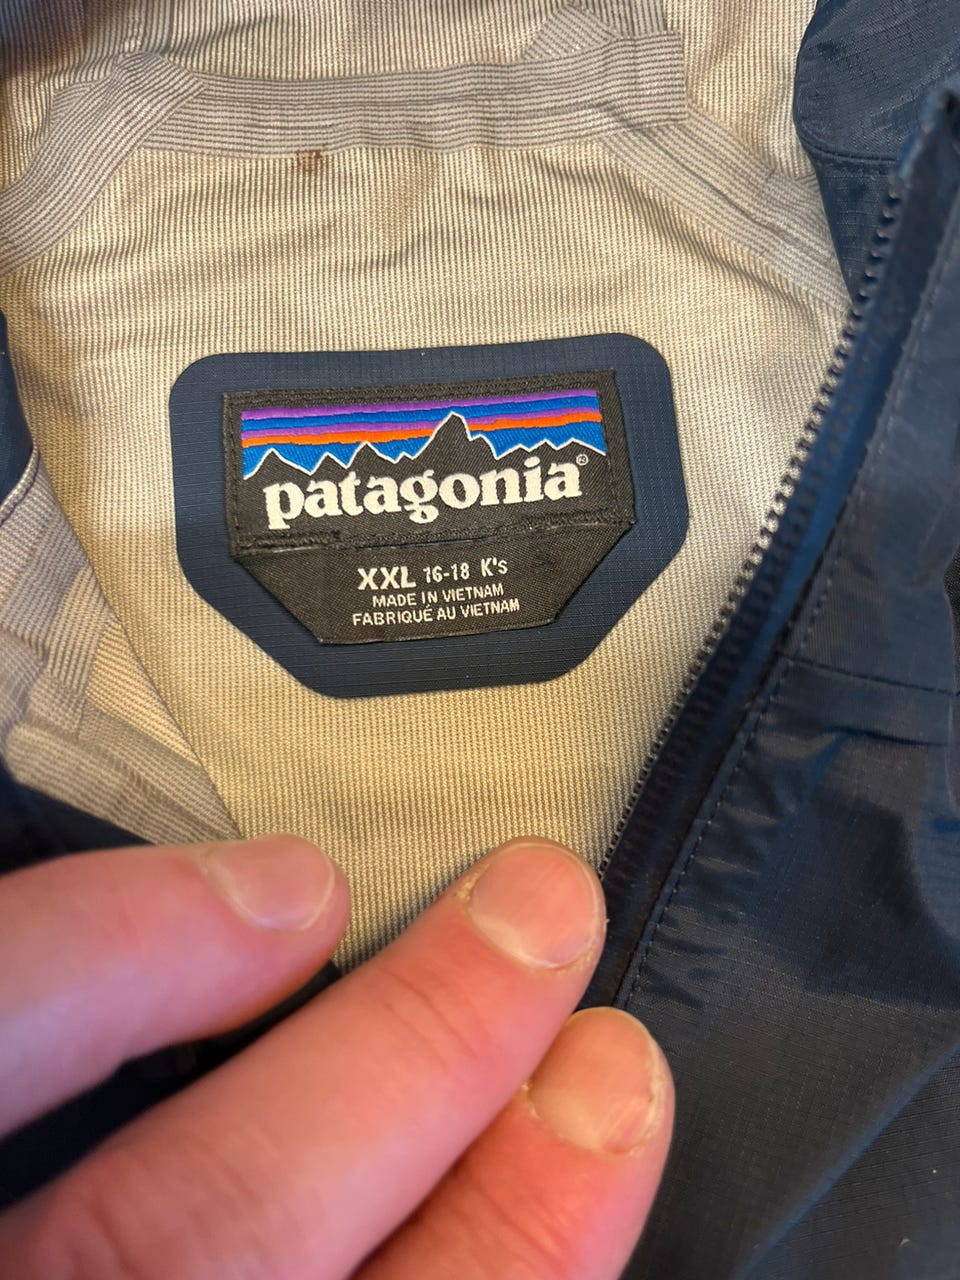 patagonia®
XXL 16-18 K's
MADE IN VIETNAM
FABRIQUÉ AU VIETNAM